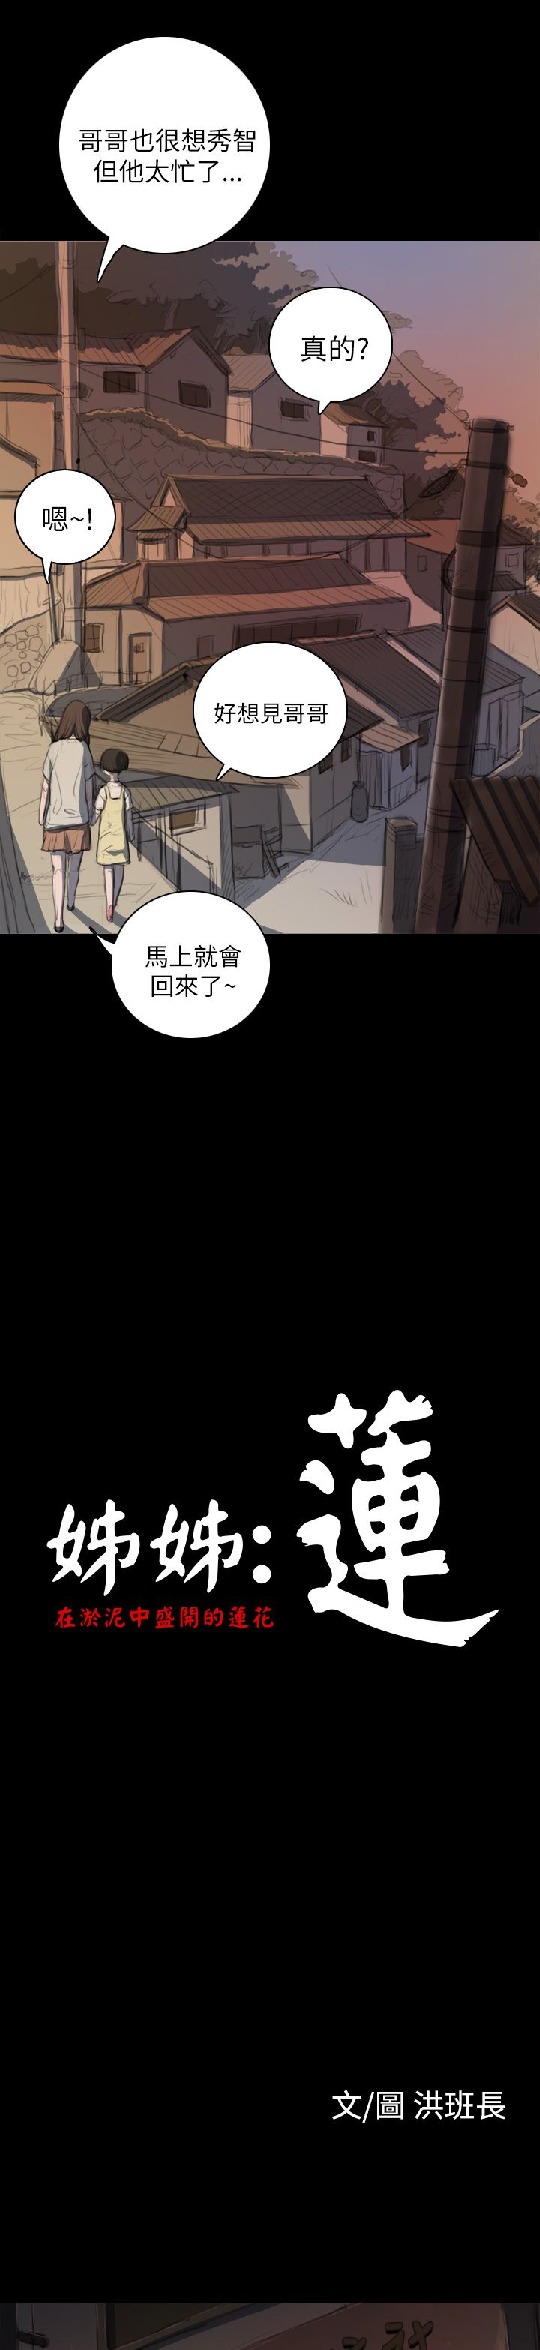 哥哥也很想秀智
但他太忙了...
真的?
嗯~!
好想見哥哥
馬上就會
回來了~
姊姊:蓮
在淤泥中盛開的蓮花
文/圖 洪班長